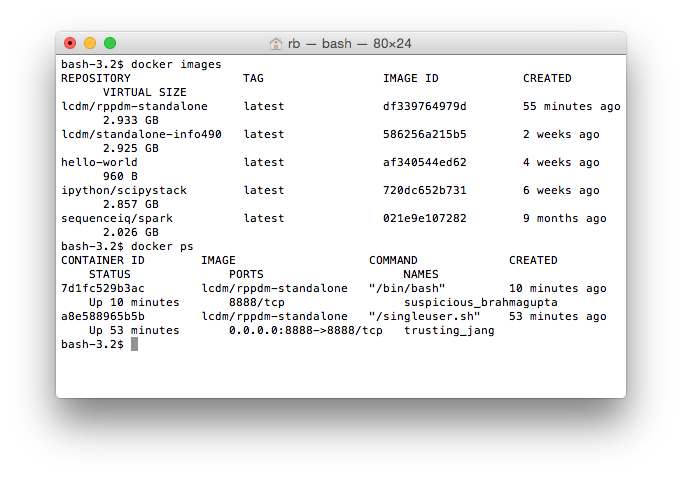 rb — bash — 80×24
bash-3.2$ docker images
REPOSITORY TAG IMAGE ID CREATED
VIRTUAL SIZE
lcdm/rppdm-standalone latest df339764979d 55 minutes ago
2.933 GB
lcdm/standalone-info490 latest 586256a215b5 2 weeks ago
2.925 GB
hello-world latest af340544ed62 4 weeks ago
960 B
ipython/scipystack latest 720dc652b731 6 weeks ago
2.857 GB
sequenceiq/spark latest 021e9e107282 9 months ago
2.026 GB
bash-3.2$ docker ps
CONTAINER ID IMAGE COMMAND CREATED
STATUS PORTS NAMES
7d1fc529b3ac lcdm/rppdm-standalone "/bin/bash" 10 minutes ago
Up 10 minutes 8888/tcp suspicious_brahmagupta
a8e588965b5b lcdm/rppdm-standalone "/singleuser.sh" 53 minutes ago
Up 53 minutes 0.0.0.0:8888->8888/tcp trusting_jang
bash-3.2$